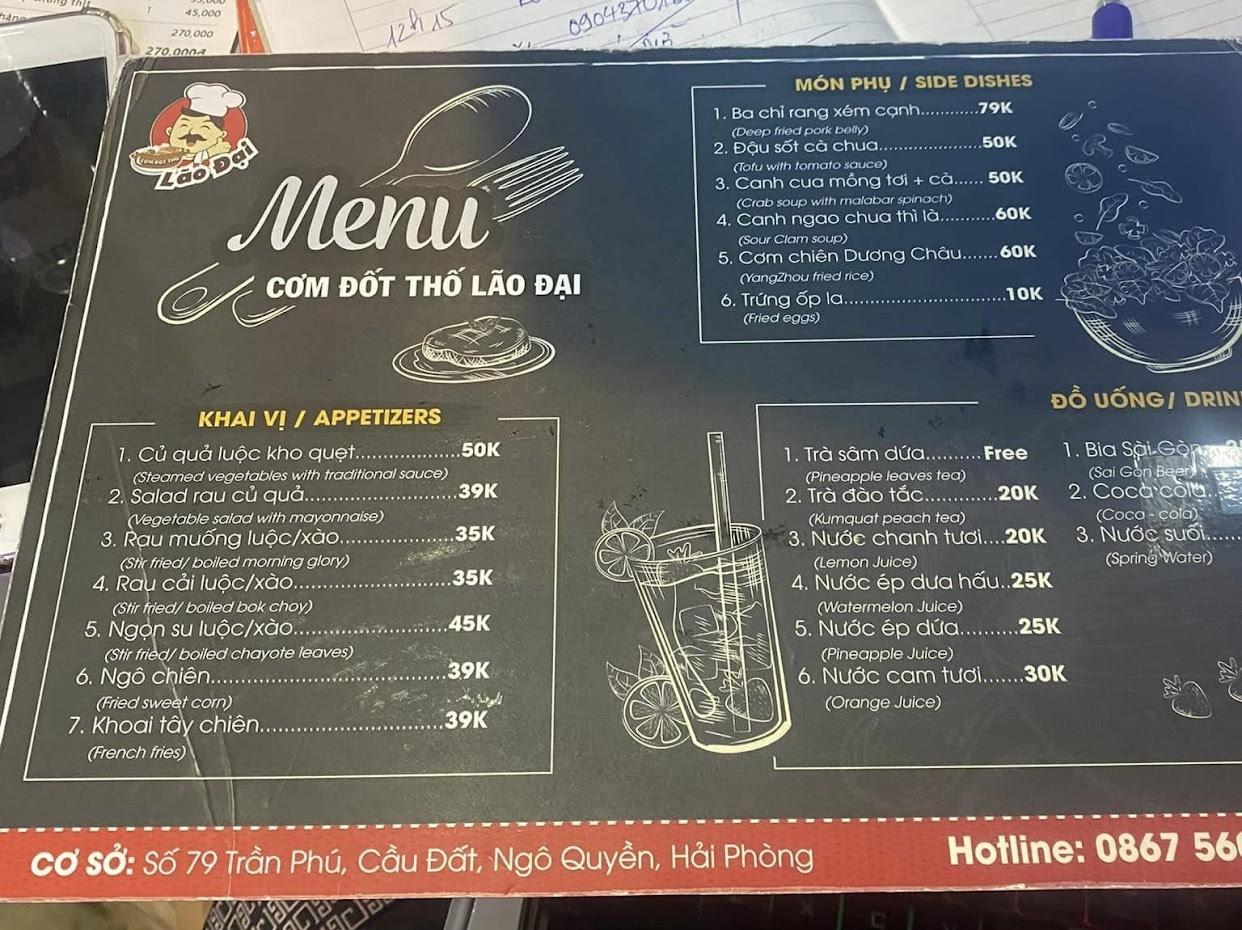 45,000
270,000
270,000đ
12h15
Lão Đại
Menu
CƠM ĐỐT THỐ LÃO ĐẠI
KHAI VỊ / APPETIZERS
1. Củ quả luộc kho quẹt....................50K
(Steamed vegetables with traditional sauce)
2. Salad rau củ quả.............................39K
(Vegetable salad with mayonnaise)
3. Rau muống luộc/xào......................35K
(Stir fried/ boiled morning glory)
4. Rau cải luộc/xào..............................35K
(Stir fried/ boiled bok choy)
5. Ngọn su luộc/xào.............................45K
(Stir fried/ boiled chayote leaves)
6. Ngô chiên.............................................39K
(Fried sweet corn)
7. Khoai tây chiên...................................39K
(French fries)
MÓN PHỤ / SIDE DISHES
1. Ba chỉ rang xém cạnh............79K
(Deep fried pork belly)
2. Đậu sốt cà chua.....................50K
(Tofu with tomato sauce)
3. Canh cua mồng tơi + cà...... 50K
(Crab soup with malabar spinach)
4. Canh ngao chua thì là...........60K
(Sour Clam soup)
5. Cơm chiên Dương Châu.......60K
(YangZhou fried rice)
6. Trứng ốp la................................10K
(Fried eggs)
ĐỒ UỐNG/
1. Trà sâm dứa.......... Free
(Pineapple leaves tea)
2. Trà đào tắc.............20K
(Kumquat peach tea)
3. Nước chanh tươi....20K
(Lemon Juice)
4. Nước ép dưa hấu..25K
(Watermelon Juice)
5. Nước ép dứa..........25K
(Pineapple Juice)
6. Nước cam tươi.......30K
(Orange Juice)
1. Bia Sài Gòn
(Sai Gon Beer)
2. Coca cola..
(Coca - cola)
3. Nước suối......
(Spring Water)
CƠ SỞ: Số 79 Trần Phú, Cầu Đất, Ngô Quyền, Hải Phòng
Hotline: 0867